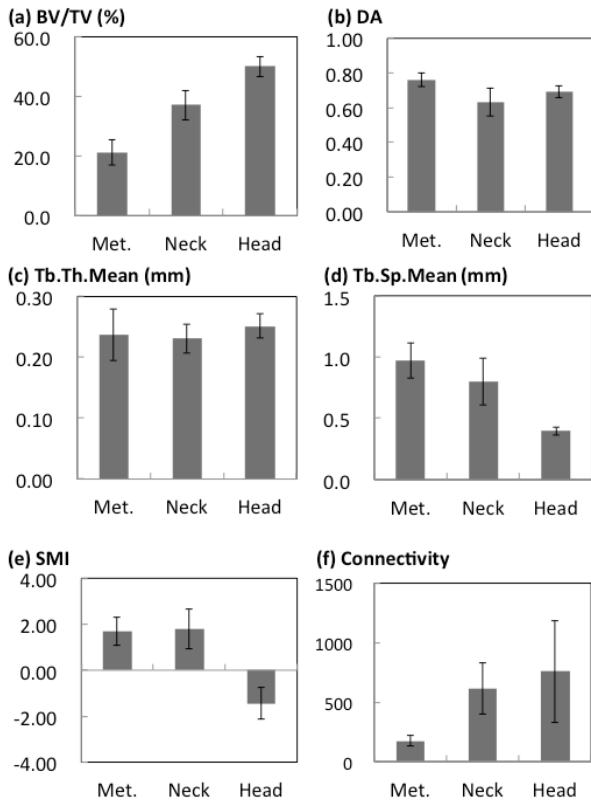 (a) BV/TV (%)
60.0
40.0
20.0
0.0
Met. Neck Head
(b) DA
1.00
0.80
0.60
0.40
0.20
0.00
Met. Neck Head
(c) Tb.Th.Mean (mm)
0.30
0.20
0.10
0.00
Met. Neck Head
(d) Tb.Sp.Mean (mm)
1.5
1.0
0.5
0.0
Met. Neck Head
(e) SMI
4.00
2.00
0.00
-2.00
-4.00
Met. Neck Head
(f) Connectivity
1500
1000
500
0
Met. Neck Head